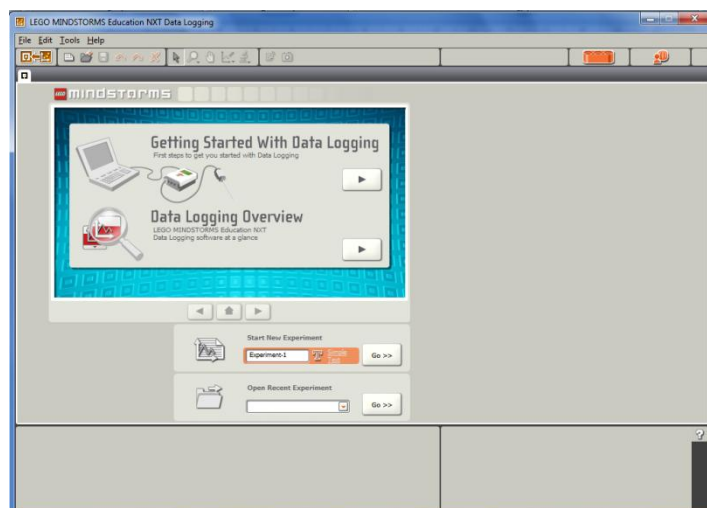 LEGO MINDSTORMS Education NXT Data Logging
File Edit Tools Help
LEGO mindstorms
Getting Started With Data Logging
First steps to get you started with Data Logging
Data Logging Overview
LEGO MINDSTORMS Education NXT
Data Logging software at a glance
Start New Experiment
Experiment-1
Go >>
Open Recent Experiment
Go >>
?